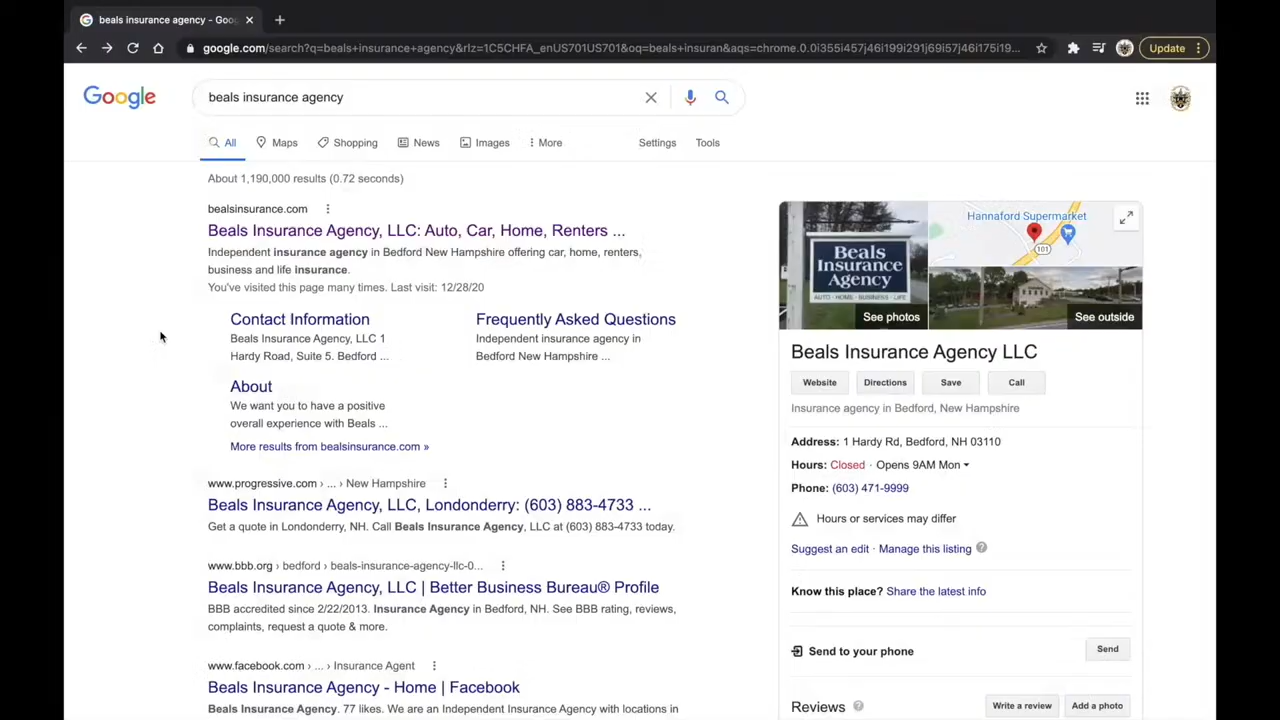 beals insurance agency - Goo
google.com/search?q=beals+insurance+agency&rlz=1C5CHFA_enUS701US701&oq=beals+insuran&aqs=chrome.0.0i355i457j46i199i291j69i57j46i175i19...
Update
Google
beals insurance agency
All Maps Shopping News Images More Settings Tools
About 1,190,000 results (0.72 seconds)
bealsinsurance.com
Beals Insurance Agency, LLC: Auto, Car, Home, Renters ...
Independent insurance agency in Bedford New Hampshire offering car, home, renters,
business and life insurance.
You've visited this page many times. Last visit: 12/28/20
Contact Information
Beals Insurance Agency, LLC 1
Hardy Road, Suite 5. Bedford ...
Frequently Asked Questions
Independent insurance agency in
Bedford New Hampshire ...
About
We want you to have a positive
overall experience with Beals ...
More results from bealsinsurance.com »
www.progressive.com › ... › New Hampshire
Beals Insurance Agency, LLC, Londonderry: (603) 883-4733 ...
Get a quote in Londonderry, NH. Call Beals Insurance Agency, LLC at (603) 883-4733 today.
www.bbb.org › bedford › beals-insurance-agency-llc-0...
Beals Insurance Agency, LLC | Better Business Bureau® Profile
BBB accredited since 2/22/2013. Insurance Agency in Bedford, NH. See BBB rating, reviews,
complaints, request a quote & more.
www.facebook.com › ... › Insurance Agent
Beals Insurance Agency - Home | Facebook
Beals Insurance Agency. 77 likes. We are an Independent Insurance Agency with locations in
Beals
Insurance
Agency
AUTO · HOME · BUSINESS · LIFE
See photos
Hannaford Supermarket
101
See outside
Beals Insurance Agency LLC
Website Directions Save Call
Insurance agency in Bedford, New Hampshire
Address: 1 Hardy Rd, Bedford, NH 03110
Hours: Closed · Opens 9AM Mon
Phone: (603) 471-9999
Hours or services may differ
Suggest an edit · Manage this listing
Know this place? Share the latest info
Send to your phone
Send
Reviews
Write a review
Add a photo